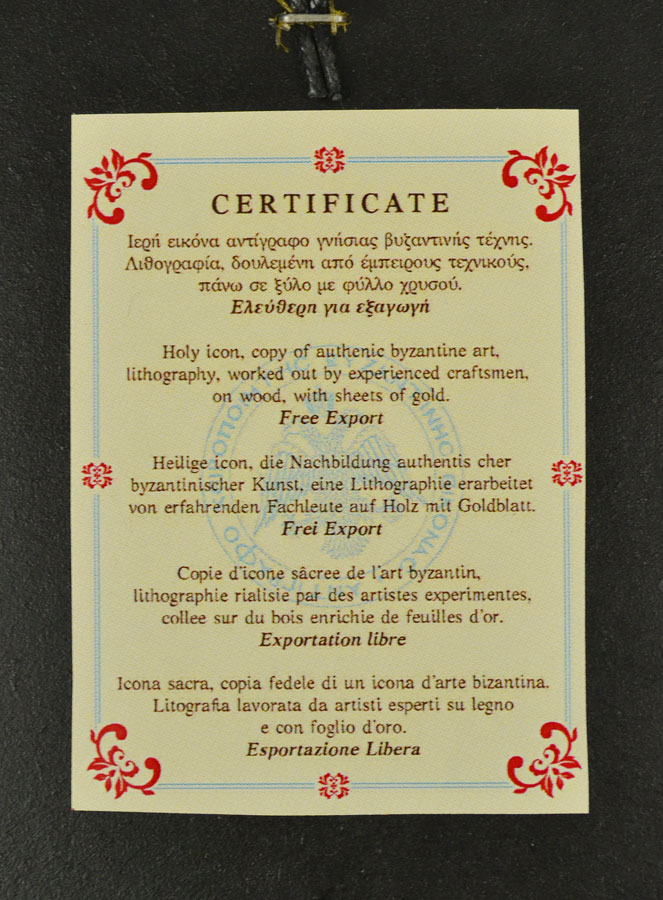 CERTIFICATE
Ιερή εικόνα αντίγραφο γνήσιας βυζαντινής τέχνης.
Λιθογραφία, δουλεμένη από έμπειρους τεχνικούς,
πάνω σε ξύλο με φύλλο χρυσού.
Ελεύθερη για εξαγωγή
Holy icon, copy of authenic byzantine art,
lithography, worked out by experienced craftsmen,
on wood, with sheets of gold.
Free Export
Heilige icon, die Nachbildung authentis cher
byzantinischer Kunst, eine Lithographie erarbeitet
von erfahrenden Fachleute auf Holz mit Goldblatt.
Frei Export
Copie d'icone sâcree de l'art byzantin,
lithographie rialisie par des artistes experimentes,
collee sur du bois enrichie de feuilles d'or.
Exportation libre
Icona sacra, copia fedele di un icona d'arte bizantina.
Litografia lavorata da artisti esperti su legno
e con foglio d'oro.
Esportazione Libera